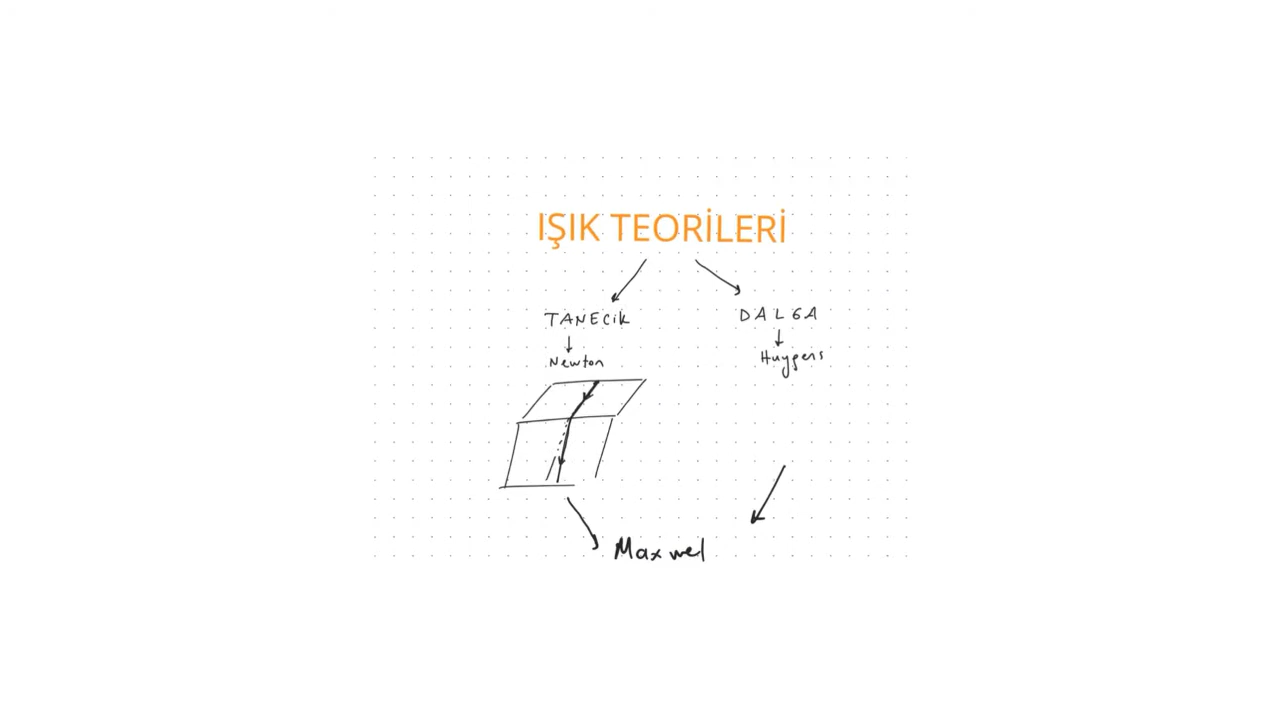 IŞIK TEORİLERİ
TANECİK
DALGA
Newton
Huygens
Maxwel